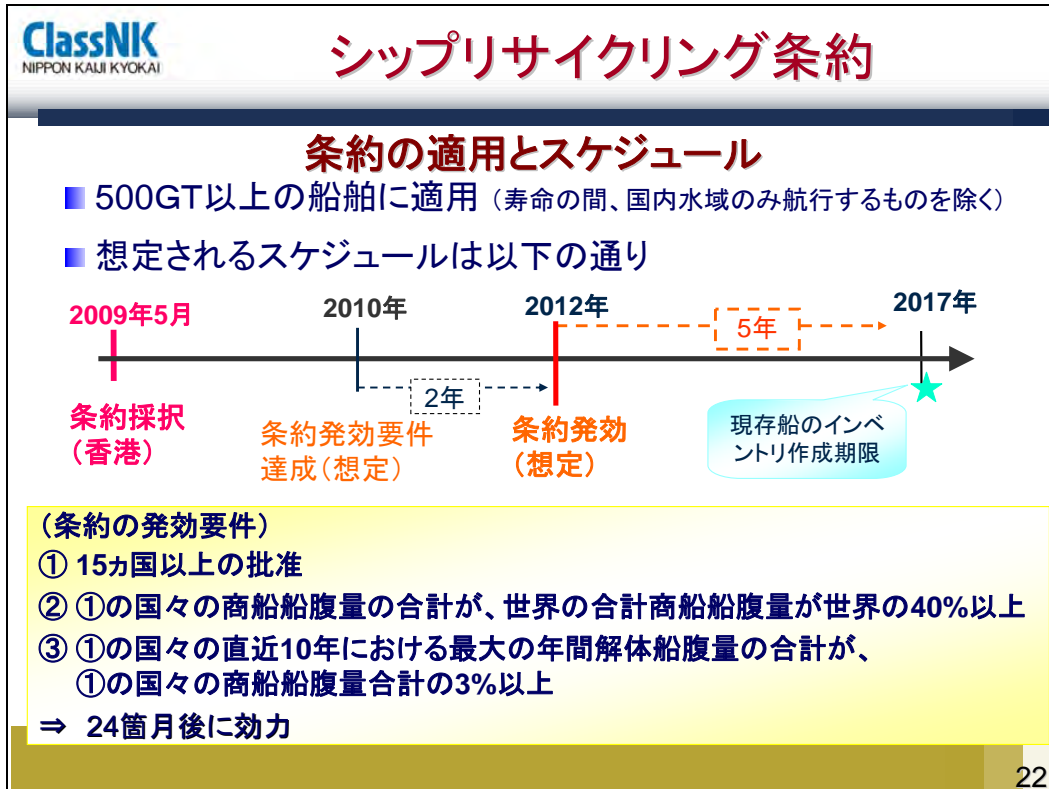 ClassNK
NIPPON KAIJI KYOKAI
シップリサイクリング条約
条約の適用とスケジュール
500GT以上の船舶に適用（寿命の間、国内水域のみ航行するものを除く）
想定されるスケジュールは以下の通り
2009年5月
2010年
2012年
2017年
5年
2年
条約採択
（香港）
条約発効要件
達成（想定）
条約発効
（想定）
現存船のインベ
ントリ作成期限
（条約の発効要件）
① 15ヵ国以上の批准
② ①の国々の商船船腹量の合計が、世界の合計商船船腹量が世界の40%以上
③ ①の国々の直近10年における最大の年間解体船腹量の合計が、
①の国々の商船船腹量合計の3%以上
⇒ 24箇月後に効力
22